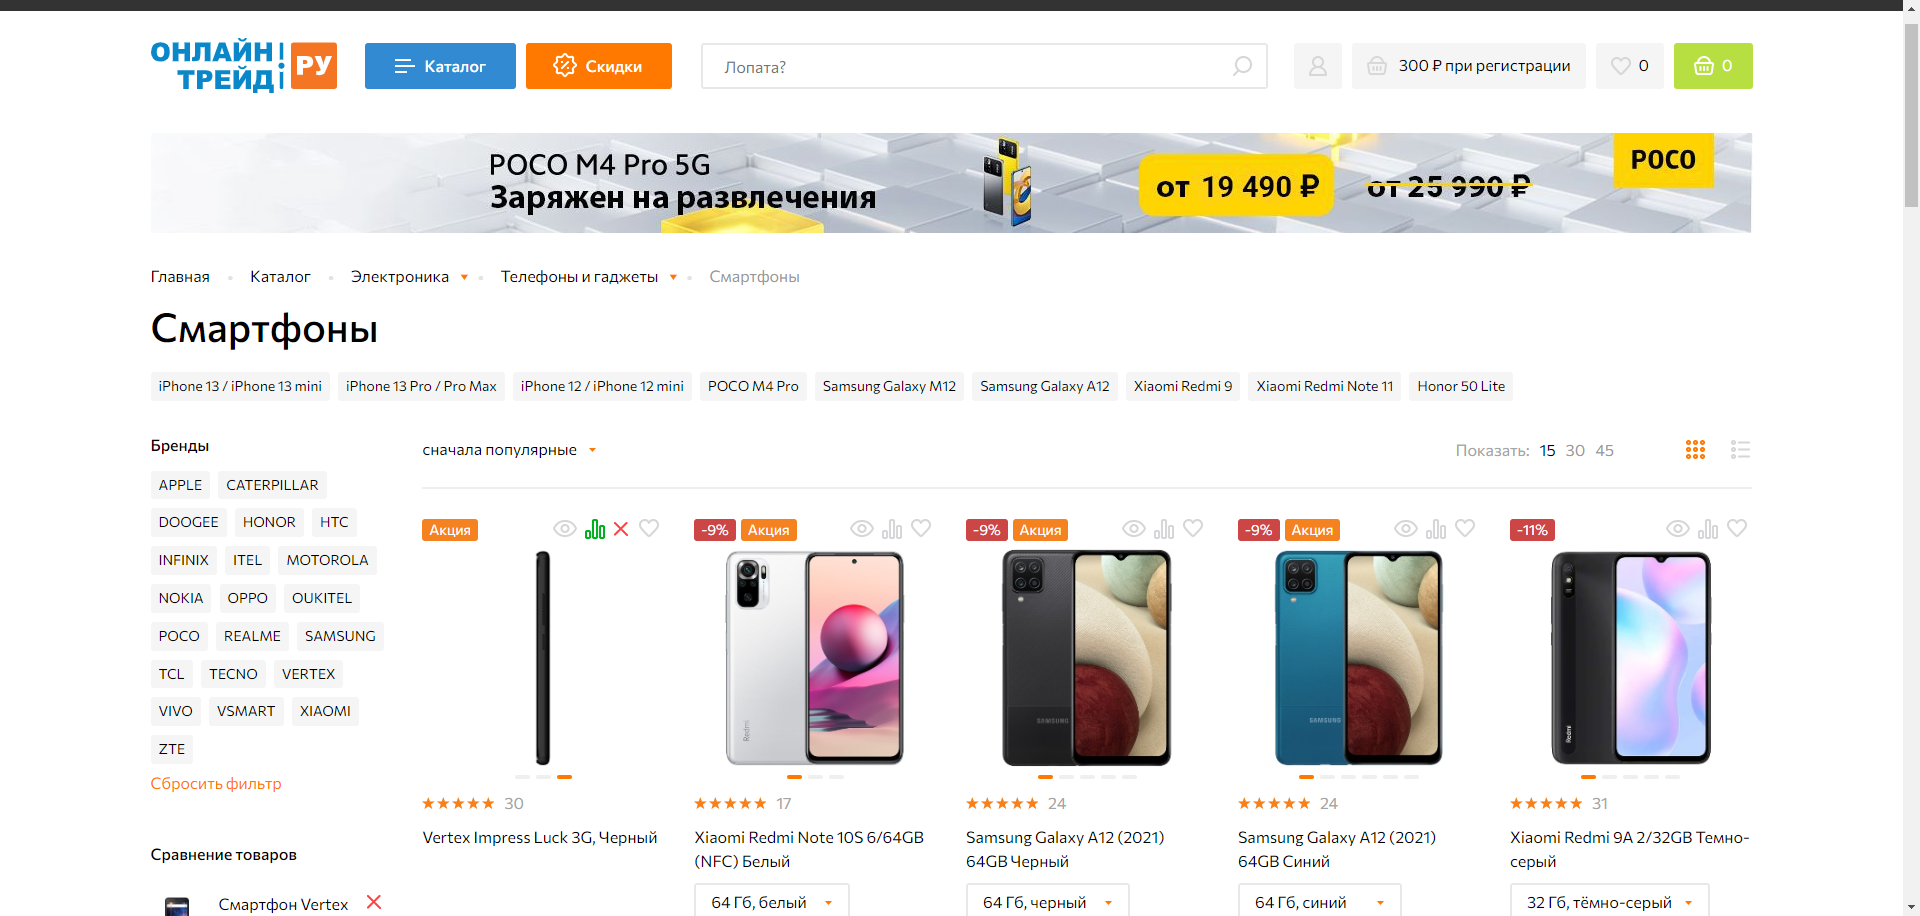 ОНЛАЙН
ТРЕЙД
РУ
Каталог
Скидки
Лопата?
300 ₽ при регистрации
0
0
POCO M4 Pro 5G
Заряжен на развлечения
от 19 490 ₽
от 25 990 ₽
POCO
Главная
Каталог
Электроника
Телефоны и гаджеты
Смартфоны
Смартфоны
iPhone 13 / iPhone 13 mini
iPhone 13 Pro / Pro Max
iPhone 12 / iPhone 12 mini
POCO M4 Pro
Samsung Galaxy M12
Samsung Galaxy A12
Xiaomi Redmi 9
Xiaomi Redmi Note 11
Honor 50 Lite
Бренды
APPLE
CATERPILLAR
DOOGEE
HONOR
HTC
INFINIX
ITEL
MOTOROLA
NOKIA
OPPO
OUKITEL
POCO
REALME
SAMSUNG
TCL
TECNO
VERTEX
VIVO
VSMART
XIAOMI
ZTE
Сбросить фильтр
Сравнение товаров
Смартфон Vertex
сначала популярные
Показать: 15 30 45
Акция
30
Vertex Impress Luck 3G, Черный
-9%
Акция
Redmi
17
Xiaomi Redmi Note 10S 6/64GB
(NFC) Белый
64 Гб, белый
-9%
Акция
SAMSUNG
24
Samsung Galaxy A12 (2021)
64GB Черный
64 Гб, черный
-9%
Акция
SAMSUNG
24
Samsung Galaxy A12 (2021)
64GB Синий
64 Гб, синий
-11%
Redmi
31
Xiaomi Redmi 9A 2/32GB Темно-
серый
32 Гб, тёмно-серый